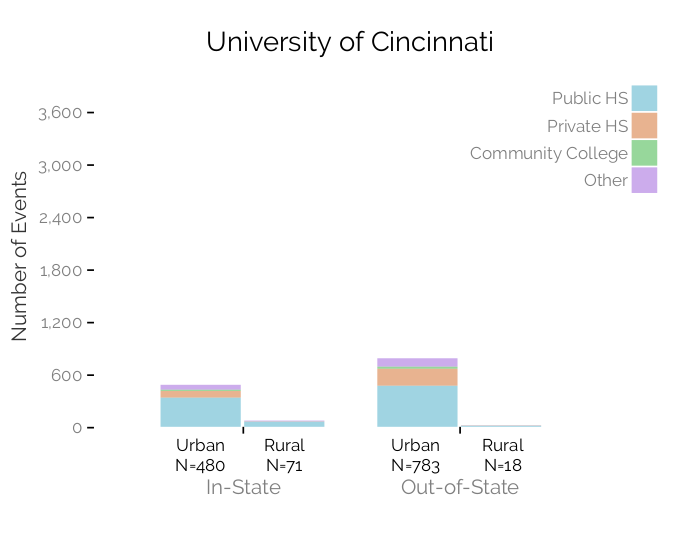 University of Cincinnati
Public HS
Private HS
Community College
Other
Number of Events
3,600
3,000
2,400
1,800
1,200
600
0
Urban Rural Urban Rural
N=480 N=71 N=783 N=18
In-State Out-of-State